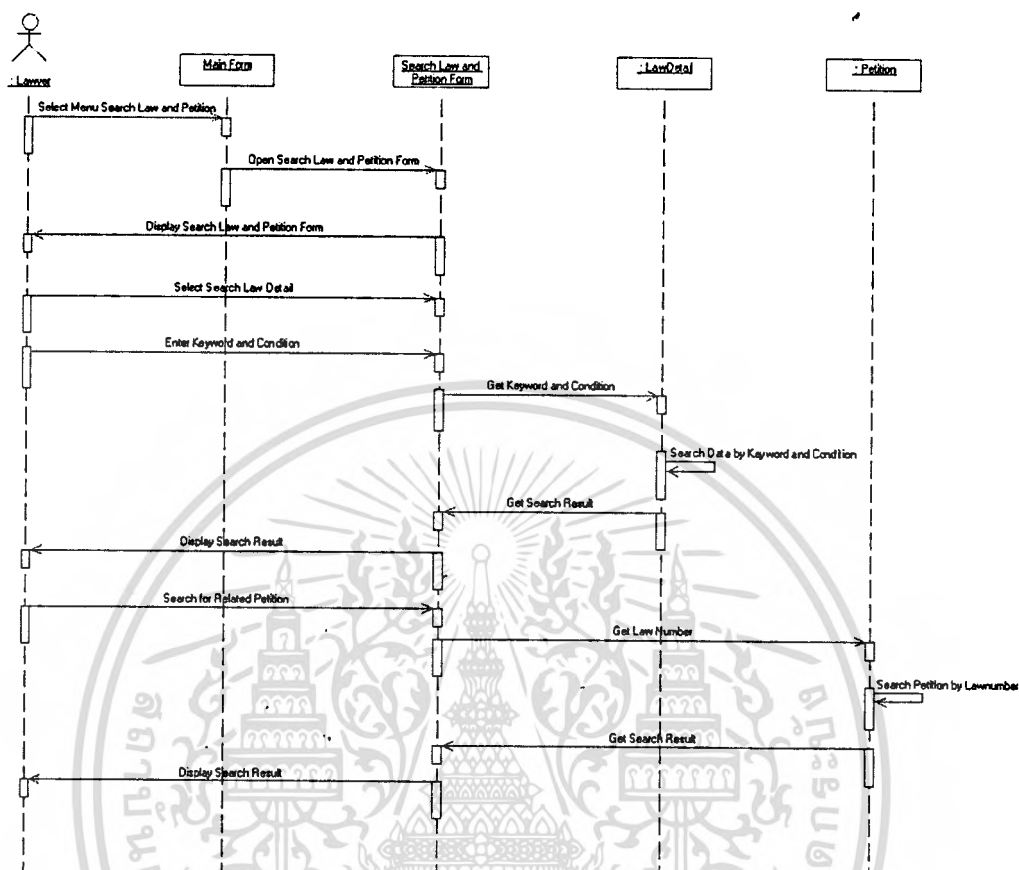 Main Form
Search Law and
Petition Form
: LawDetail
: Petition
: Lawyer
Select Menu Search Law and Petition
Open Search Law and Petition Form
Display Search Law and Petition Form
Select Search Law Detail
Enter Keyword and Condition
Get Keyword and Condition
Search Data by Keyword and Condition
Get Search Result
Display Search Result
Search for Related Petition
Get Law Number
Search Petition by Lawnumber
Get Search Result
Display Search Result